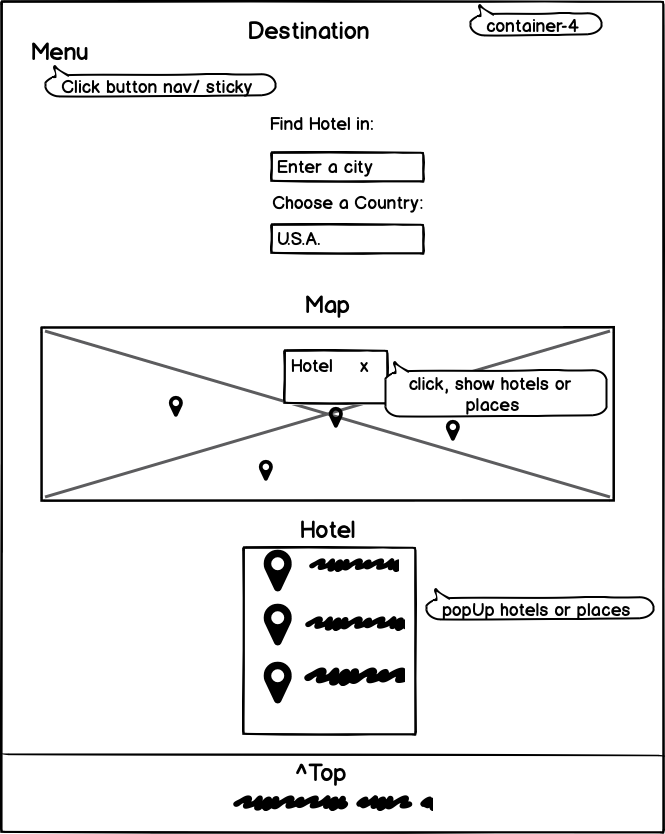 Destination
container-4
Menu
Click button nav/ sticky
Find Hotel in:
Enter a city
Choose a Country:
U.S.A.
Map
Hotel x
click, show hotels or
places
Hotel
popUp hotels or places
^Top